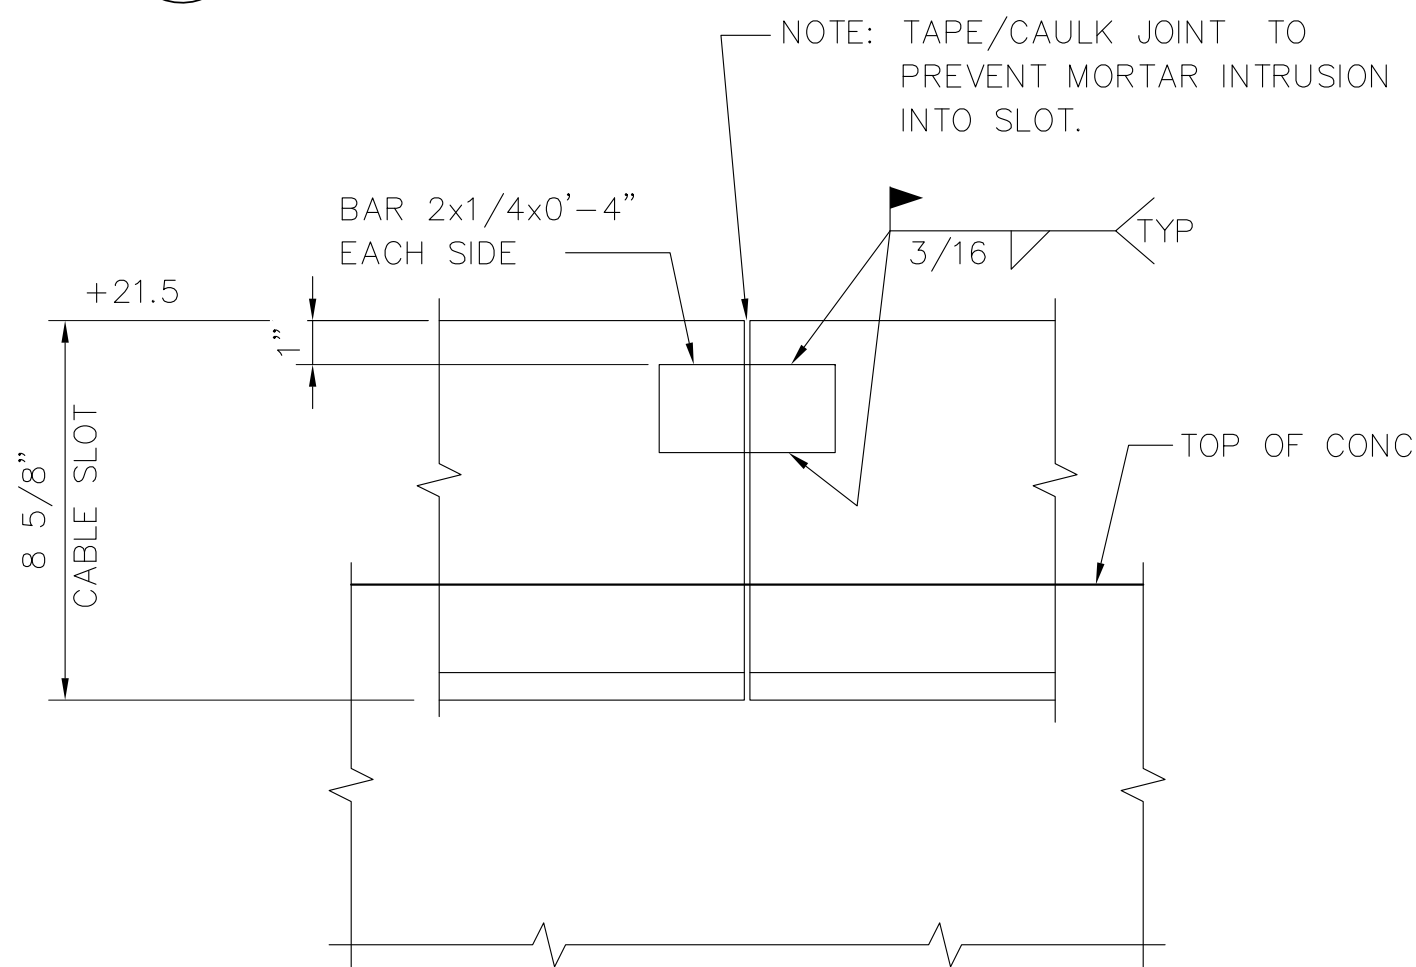 NOTE: TAPE/CAULK JOINT TO
PREVENT MORTAR INTRUSION
INTO SLOT.
BAR 2x1/4x0'-4"
EACH SIDE
3/16
TYP
+21.5
1"
TOP OF CONC
8 5/8"
CABLE SLOT